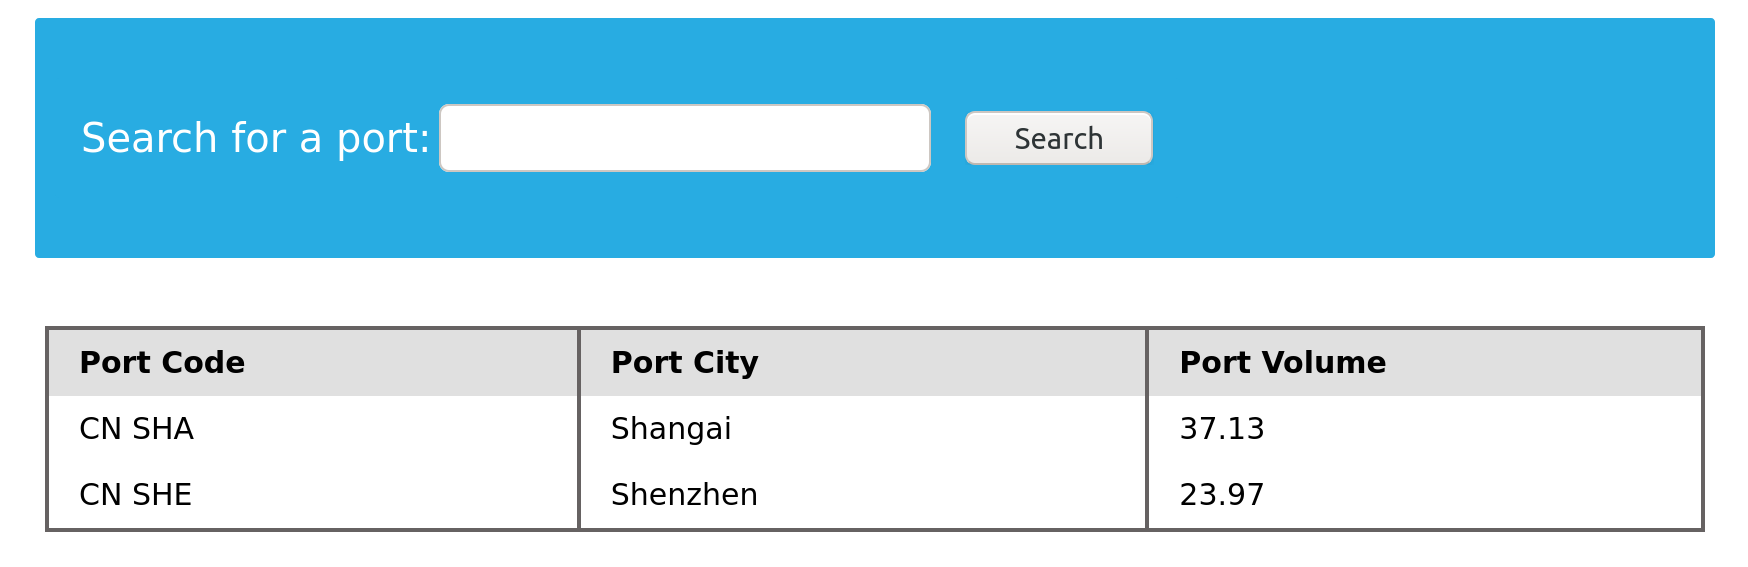 Search for a port: Search
Port Code Port City Port Volume
CN SHA Shangai 37.13
CN SHE Shenzhen 23.97